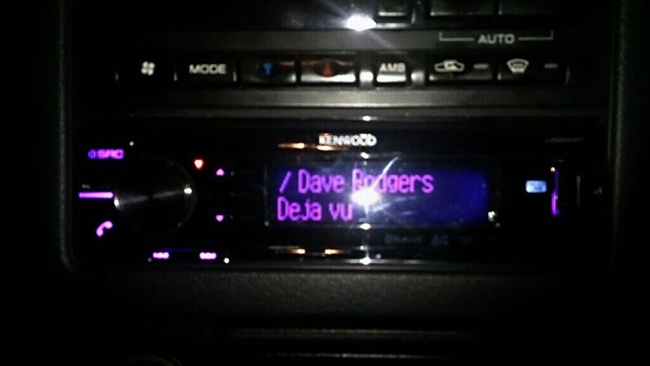 AUTO
MODE
AMB
KENWOOD
SRC
/ Dave Rodgers
Deja vu